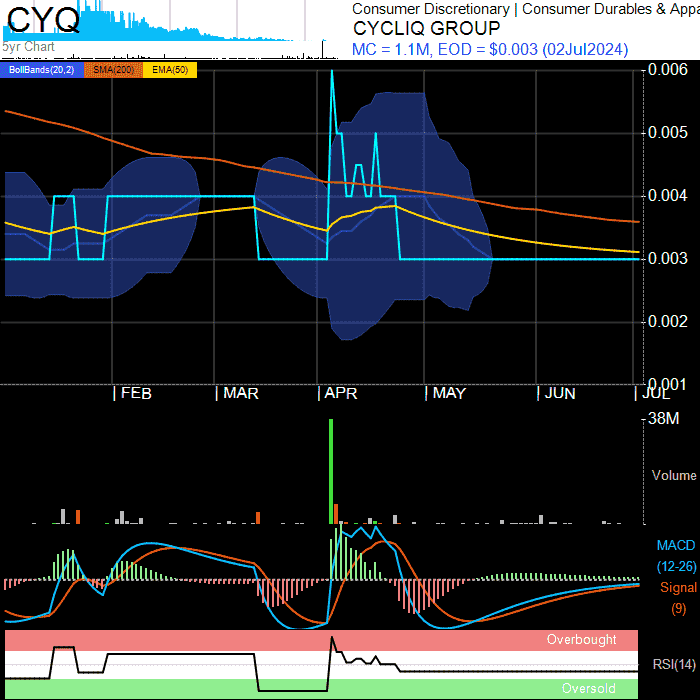 CYQ
5yr Chart
Consumer Discretionary | Consumer Durables & Appa
CYCLIQ GROUP
MC = 1.1M, EOD = $0.003 (02Jul2024)
BollBands(20,2) SMA(200) EMA(50)
0.006
0.005
0.004
0.003
0.002
0.001
FEB MAR APR MAY JUN JUL
38M
Volume
MACD
(12-26)
Signal
(9)
Overbought
RSI(14)
Oversold